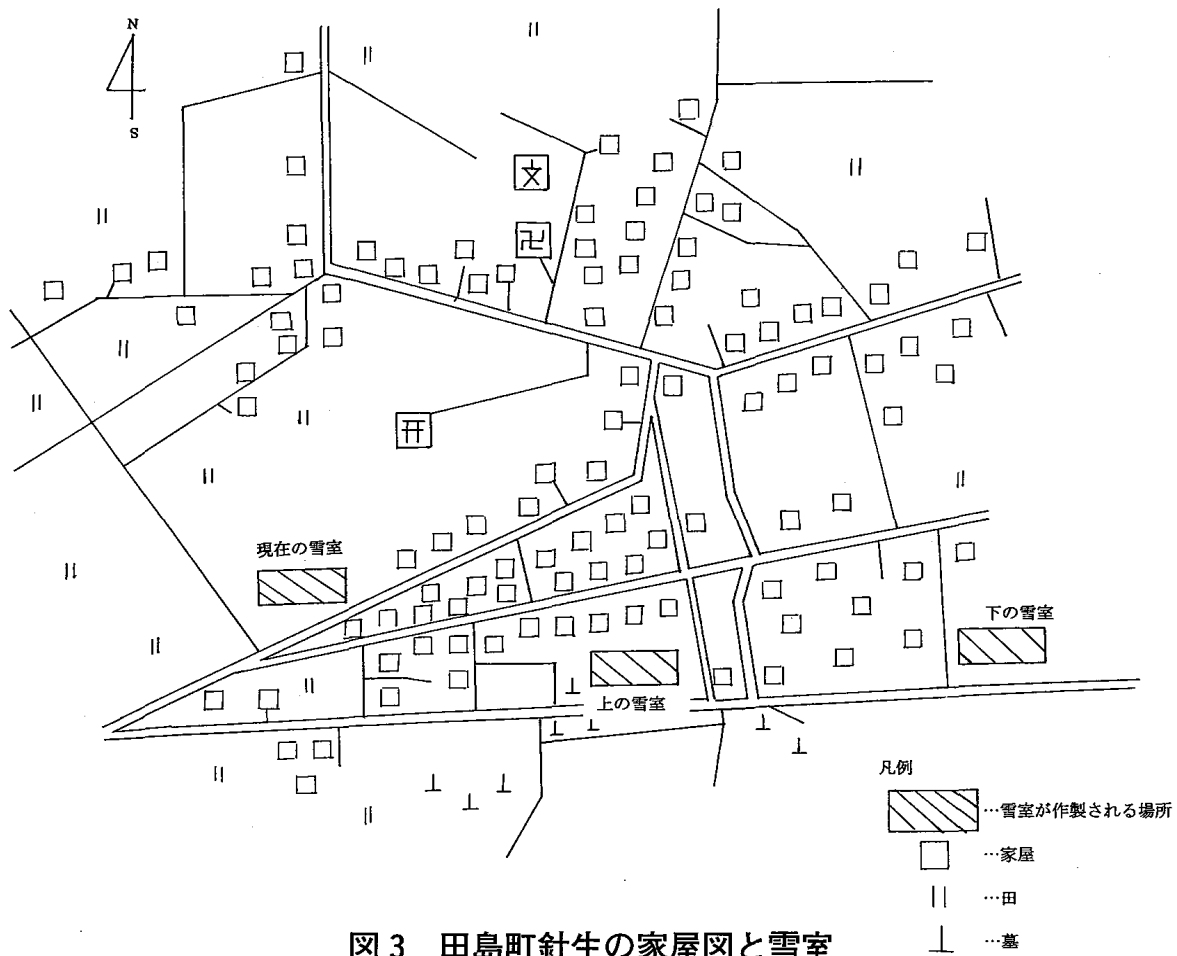 N
S
文
卍
現在の雪室
下の雪室
上の雪室
凡例
…雪室が作製される場所
…家屋
…田
…墓
図3 田島町針生の家屋図と雪室